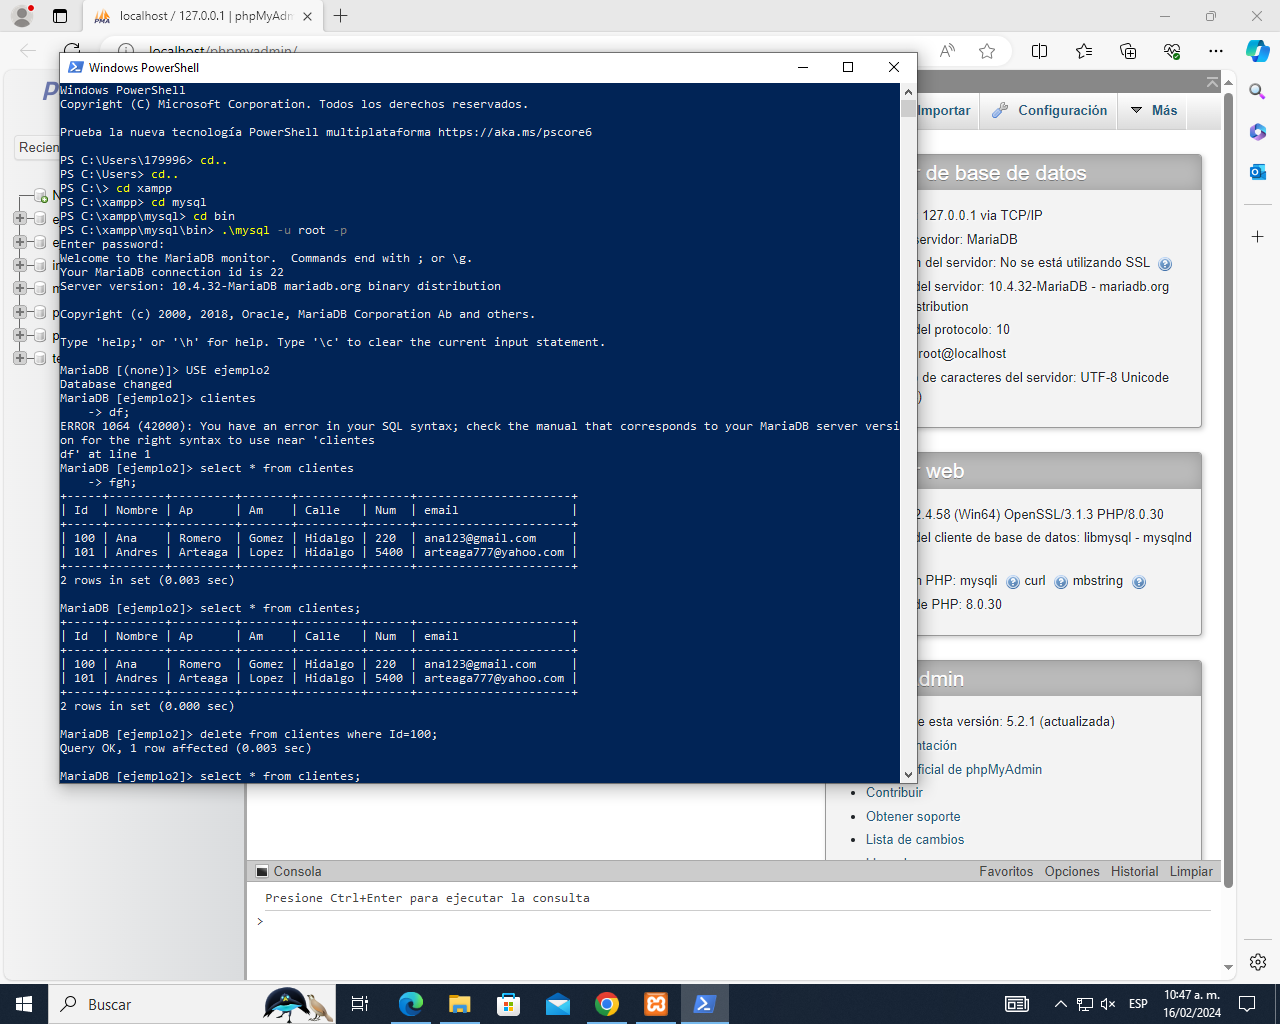 localhost / 127.0.0.1 | phpMyAdm
localhost/phpmyadmin/
Windows PowerShell
Windows PowerShell
Copyright (C) Microsoft Corporation. Todos los derechos reservados.
Prueba la nueva tecnología PowerShell multiplataforma https://aka.ms/pscore6
PS C:\Users\179996> cd..
PS C:\Users> cd..
PS C:\> cd xampp
PS C:\xampp> cd mysql
PS C:\xampp\mysql> cd bin
PS C:\xampp\mysql\bin> .\mysql -u root -p
Enter password:
Welcome to the MariaDB monitor.  Commands end with ; or \g.
Your MariaDB connection id is 22
Server version: 10.4.32-MariaDB mariadb.org binary distribution
Copyright (c) 2000, 2018, Oracle, MariaDB Corporation Ab and others.
Type 'help;' or '\h' for help. Type '\c' to clear the current input statement.
MariaDB [(none)]> USE ejemplo2
Database changed
MariaDB [ejemplo2]> clientes
    -> df;
ERROR 1064 (42000): You have an error in your SQL syntax; check the manual that corresponds to your MariaDB server versi
on for the right syntax to use near 'clientes
df' at line 1
MariaDB [ejemplo2]> select * from clientes
    -> fgh;
+-----+--------+---------+-------+---------+------+----------------------+
| Id  | Nombre | Ap      | Am    | Calle   | Num  | email                |
+-----+--------+---------+-------+---------+------+----------------------+
| 100 | Ana    | Romero  | Gomez | Hidalgo | 220  | ana123@gmail.com     |
| 101 | Andres | Arteaga | Lopez | Hidalgo | 5400 | arteaga777@yahoo.com |
+-----+--------+---------+-------+---------+------+----------------------+
2 rows in set (0.003 sec)
MariaDB [ejemplo2]> select * from clientes;
+-----+--------+---------+-------+---------+------+----------------------+
| Id  | Nombre | Ap      | Am    | Calle   | Num  | email                |
+-----+--------+---------+-------+---------+------+----------------------+
| 100 | Ana    | Romero  | Gomez | Hidalgo | 220  | ana123@gmail.com     |
| 101 | Andres | Arteaga | Lopez | Hidalgo | 5400 | arteaga777@yahoo.com |
+-----+--------+---------+-------+---------+------+----------------------+
2 rows in set (0.000 sec)
MariaDB [ejemplo2]> delete from clientes where Id=100;
Query OK, 1 row affected (0.003 sec)
MariaDB [ejemplo2]> select * from clientes;
P
Recien
N
e
e
in
m
p
p
te
Importar
Configuración
Más
r de base de datos
127.0.0.1 via TCP/IP
servidor: MariaDB
n del servidor: No se está utilizando SSL
del servidor: 10.4.32-MariaDB - mariadb.org
stribution
del protocolo: 10
root@localhost
de caracteres del servidor: UTF-8 Unicode
)
r web
2.4.58 (Win64) OpenSSL/3.1.3 PHP/8.0.30
del cliente de base de datos: libmysql - mysqlnd
n PHP: mysqli curl mbstring
de PHP: 8.0.30
dmin
e esta versión: 5.2.1 (actualizada)
ntación
ficial de phpMyAdmin
Contribuir
Obtener soporte
Lista de cambios
Consola
Favoritos Opciones Historial Limpiar
Presione Ctrl+Enter para ejecutar la consulta
>
Buscar
ESP
10:47 a. m.
16/02/2024